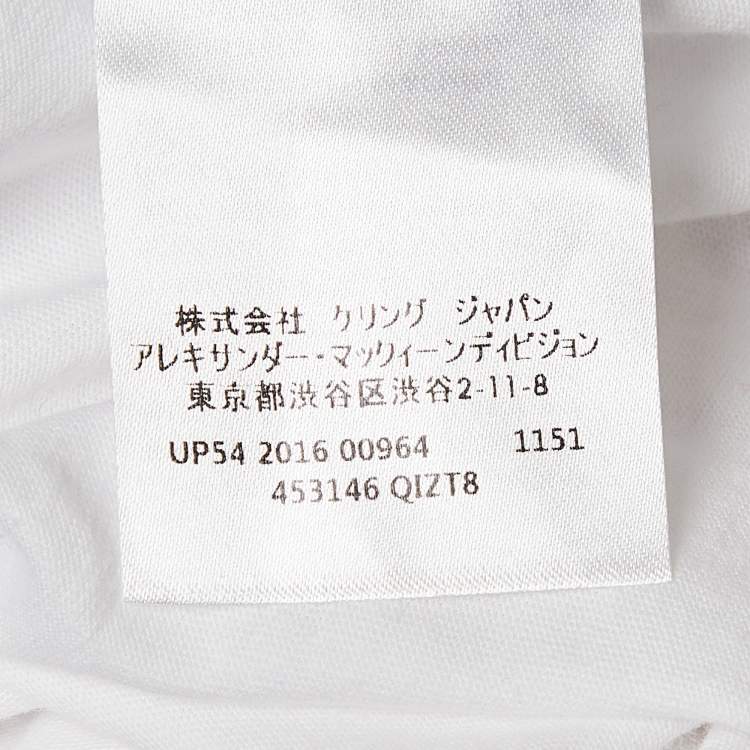 株式会社 ケリング ジャパン
アレキサンダー・マックィーンディビジョン
東京都渋谷区渋谷2-11-8
UP54 2016 00964 1151
453146 QIZT8